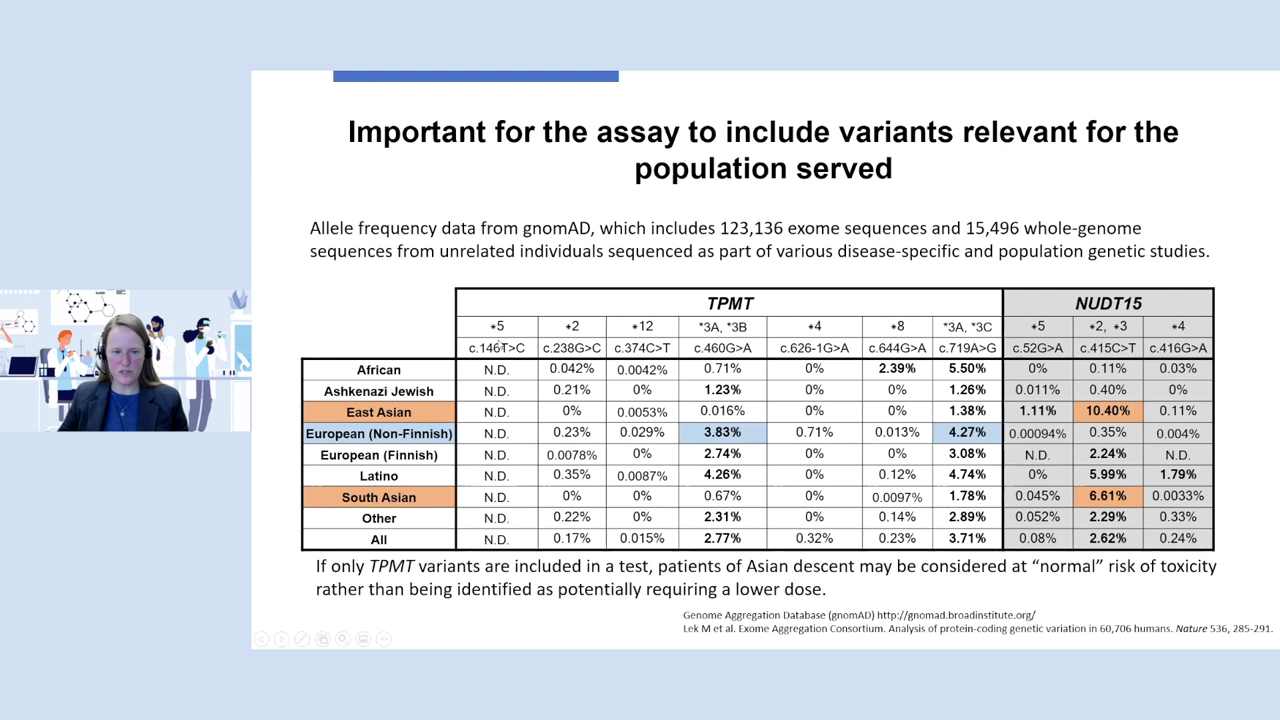 Important for the assay to include variants relevant for the
population served
Allele frequency data from gnomAD, which includes 123,136 exome sequences and 15,496 whole-genome
sequences from unrelated individuals sequenced as part of various disease-specific and population genetic studies.
TPMT NUDT15
*5 *2 *12 *3A, *3B *4 *8 *3A, *3C *5 *2, *3 *4
c.146T>C c.238G>C c.374C>T c.460G>A c.626-1G>A c.644G>A c.719A>G c.52G>A c.415C>T c.416G>A
African N.D. 0.042% 0.0042% 0.71% 0% 2.39% 5.50% 0% 0.11% 0.03%
Ashkenazi Jewish N.D. 0.21% 0% 1.23% 0% 0% 1.26% 0.011% 0.40% 0%
East Asian N.D. 0% 0.0053% 0.016% 0% 0% 1.38% 1.11% 10.40% 0.11%
European (Non-Finnish) N.D. 0.23% 0.029% 3.83% 0.71% 0.013% 4.27% 0.00094% 0.35% 0.004%
European (Finnish) N.D. 0.0078% 0% 2.74% 0% 0% 3.08% N.D. 2.24% N.D.
Latino N.D. 0.35% 0.0087% 4.26% 0% 0.12% 4.74% 0% 5.99% 1.79%
South Asian N.D. 0% 0% 0.67% 0% 0.0097% 1.78% 0.045% 6.61% 0.0033%
Other N.D. 0.22% 0% 2.31% 0% 0.14% 2.89% 0.052% 2.29% 0.33%
All N.D. 0.17% 0.015% 2.77% 0.32% 0.23% 3.71% 0.08% 2.62% 0.24%
If only TPMT variants are included in a test, patients of Asian descent may be considered at “normal” risk of toxicity
rather than being identified as potentially requiring a lower dose.
Genome Aggregation Database (gnomAD) http://gnomad.broadinstitute.org/
Lek M et al. Exome Aggregation Consortium. Analysis of protein-coding genetic variation in 60,706 humans. Nature 536, 285-291.